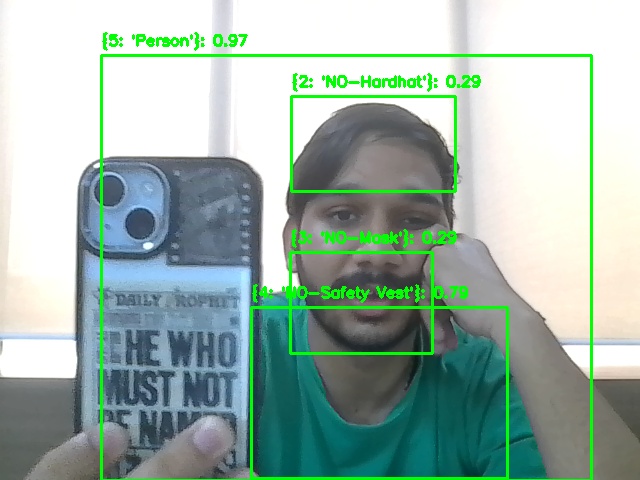 {5: 'Person'}: 0.97
{2: 'NO-Hardhat'}: 0.29
{3: 'NO-Mask'}: 0.29
{4: 'NO-Safety Vest'}: 0.78
DAILY PROPHET
HE WHO
MUST NOT
BE NAMED